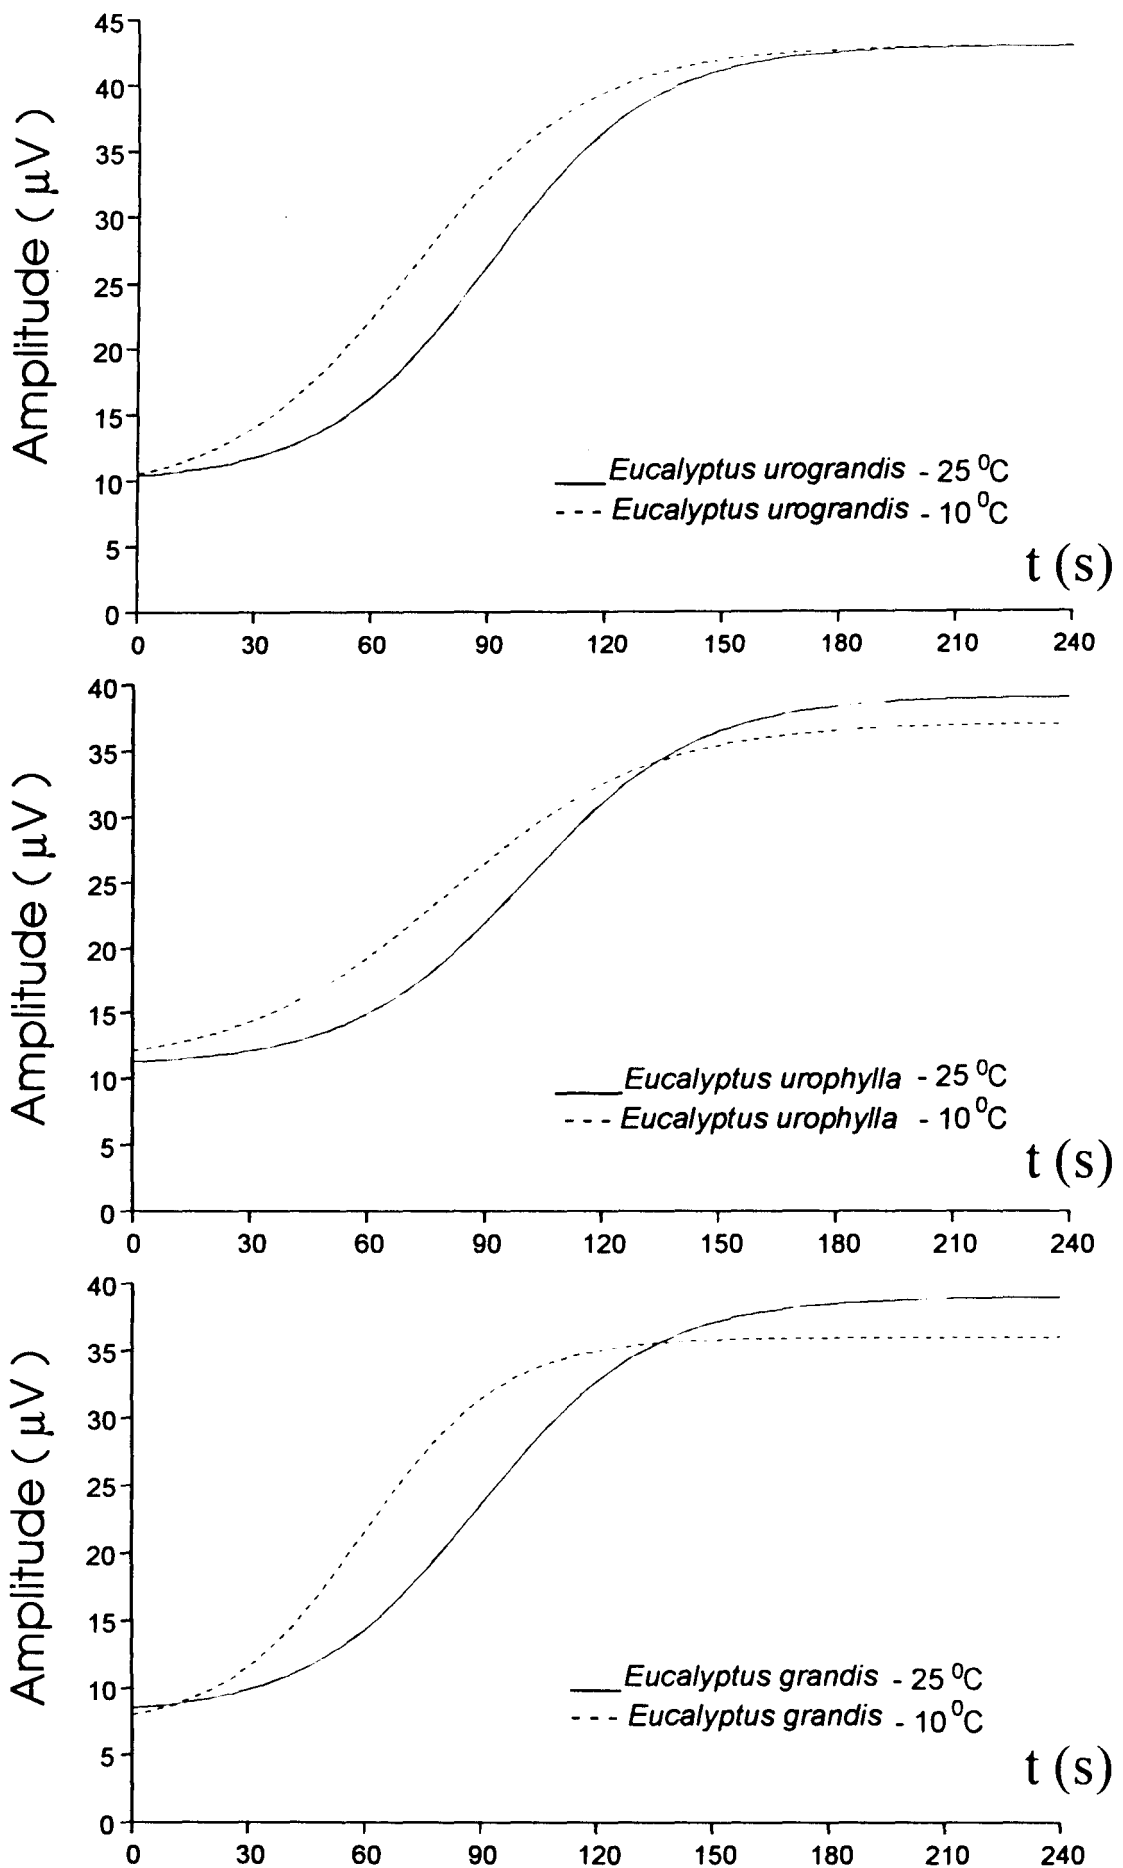 45
40
35
30
25
20
15
10
5
0
Amplitude ( µV )
Eucalyptus urograndis - 25 ⁰C
Eucalyptus urograndis - 10 ⁰C
t (s)
0 30 60 90 120 150 180 210 240
40
35
30
25
20
15
10
5
0
Amplitude ( µV )
Eucalyptus urophylla - 25 ⁰C
Eucalyptus urophylla - 10 ⁰C
t (s)
0 30 60 90 120 150 180 210 240
40
35
30
25
20
15
10
5
0
Amplitude ( µV )
Eucalyptus grandis - 25 ⁰C
Eucalyptus grandis - 10 ⁰C
t (s)
0 30 60 90 120 150 180 210 240